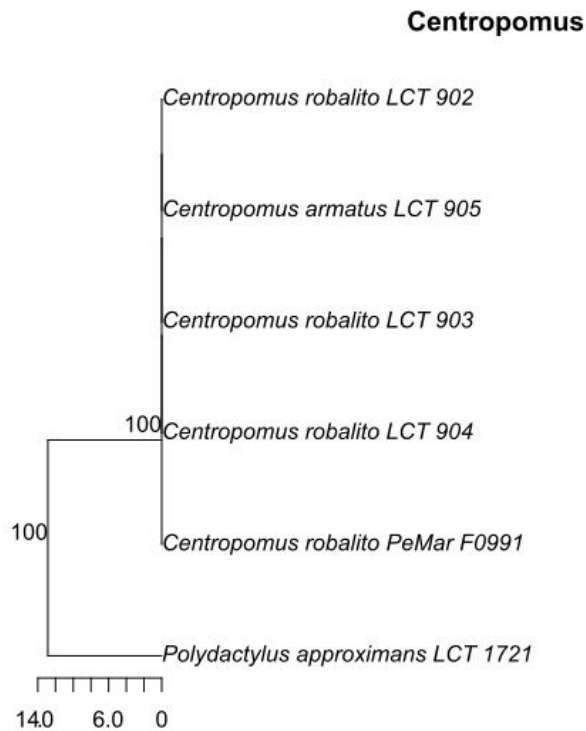 Centropomus
Centropomus robalito LCT 902
Centropomus armatus LCT 905
Centropomus robalito LCT 903
100
Centropomus robalito LCT 904
100
Centropomus robalito PeMar F0991
Polydactylus approximans LCT 1721
14.0 6.0 0